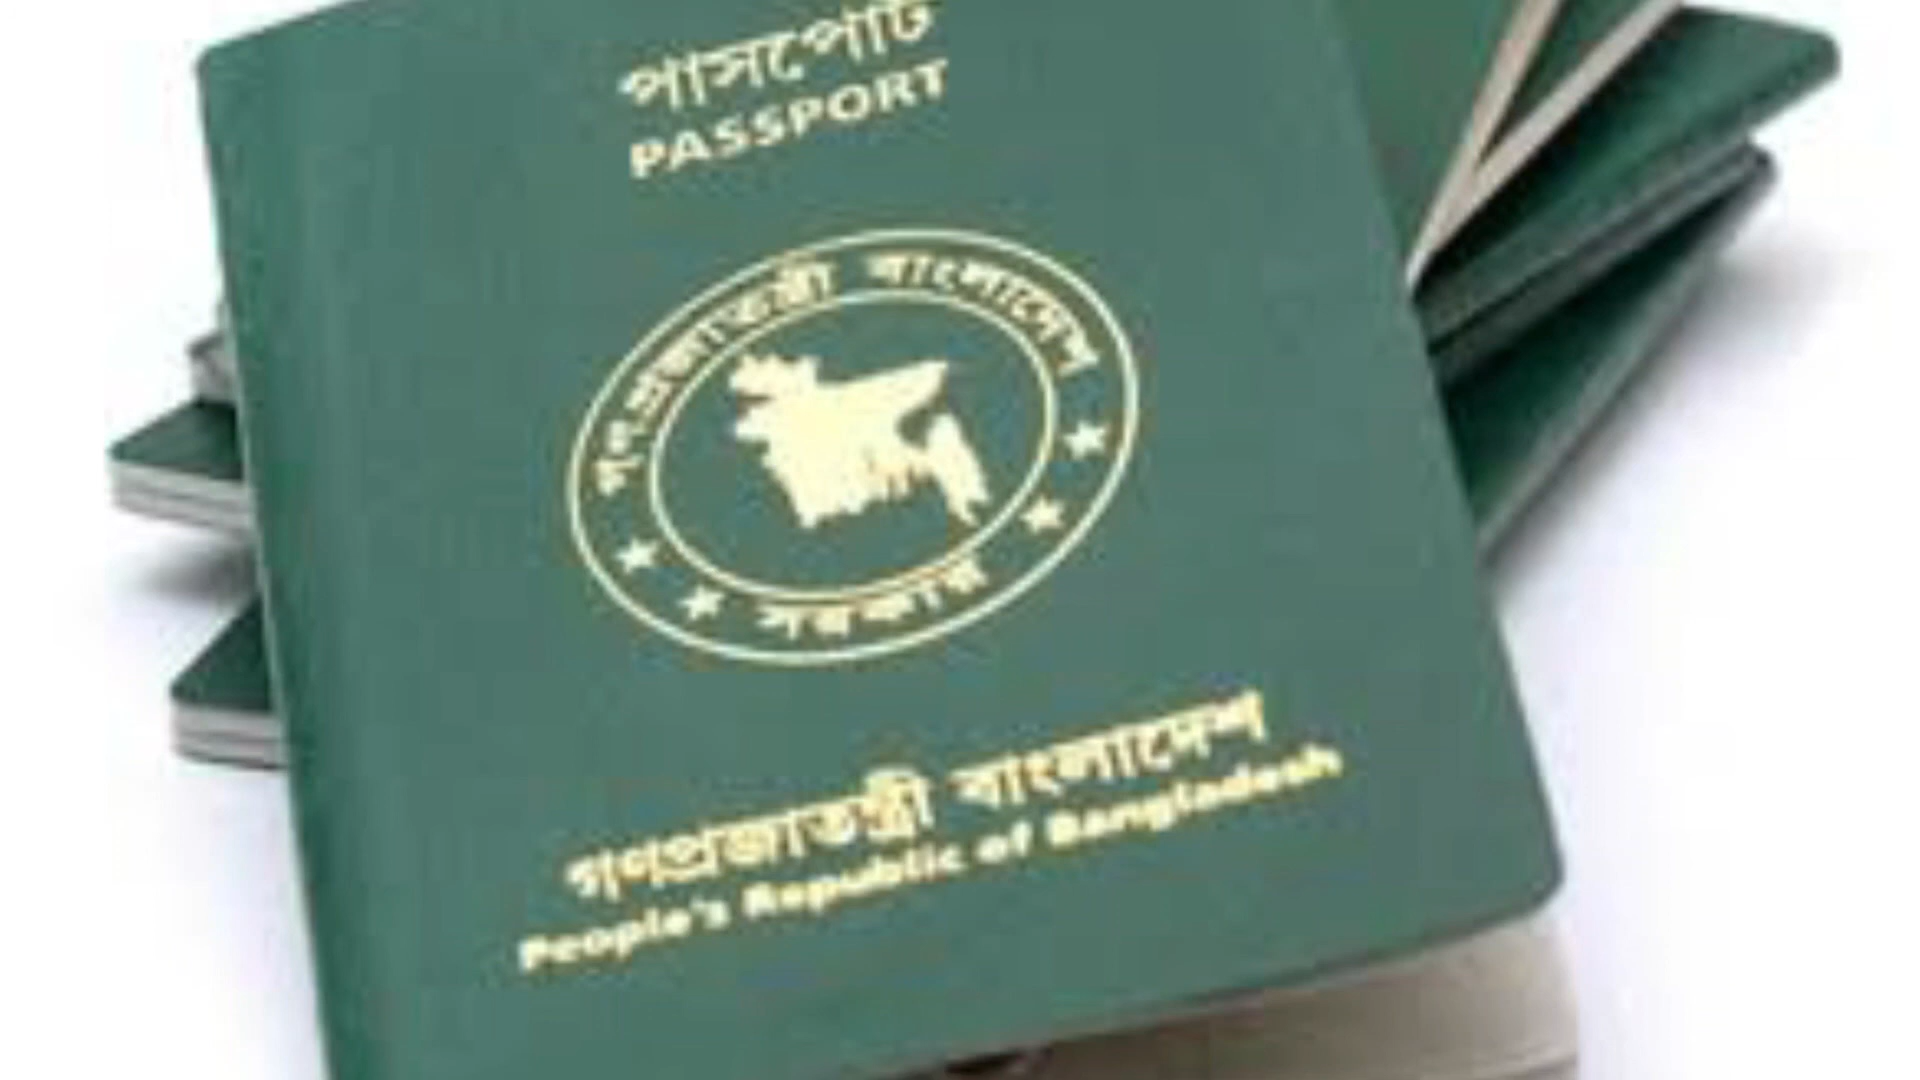 পাসপোর্ট
PASSPORT
গণপ্রজাতন্ত্রী বাংলাদেশ
সরকার
গণপ্রজাতন্ত্রী বাংলাদেশ
People's Republic of Bangladesh